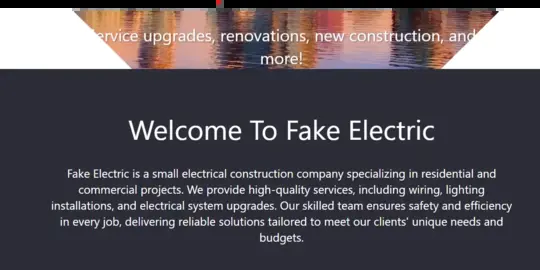 service upgrades, renovations, new construction, and
more!
Welcome To Fake Electric
Fake Electric is a small electrical construction company specializing in residential and
commercial projects. We provide high-quality services, including wiring, lighting
installations, and electrical system upgrades. Our skilled team ensures safety and efficiency
in every job, delivering reliable solutions tailored to meet our clients' unique needs and
budgets.